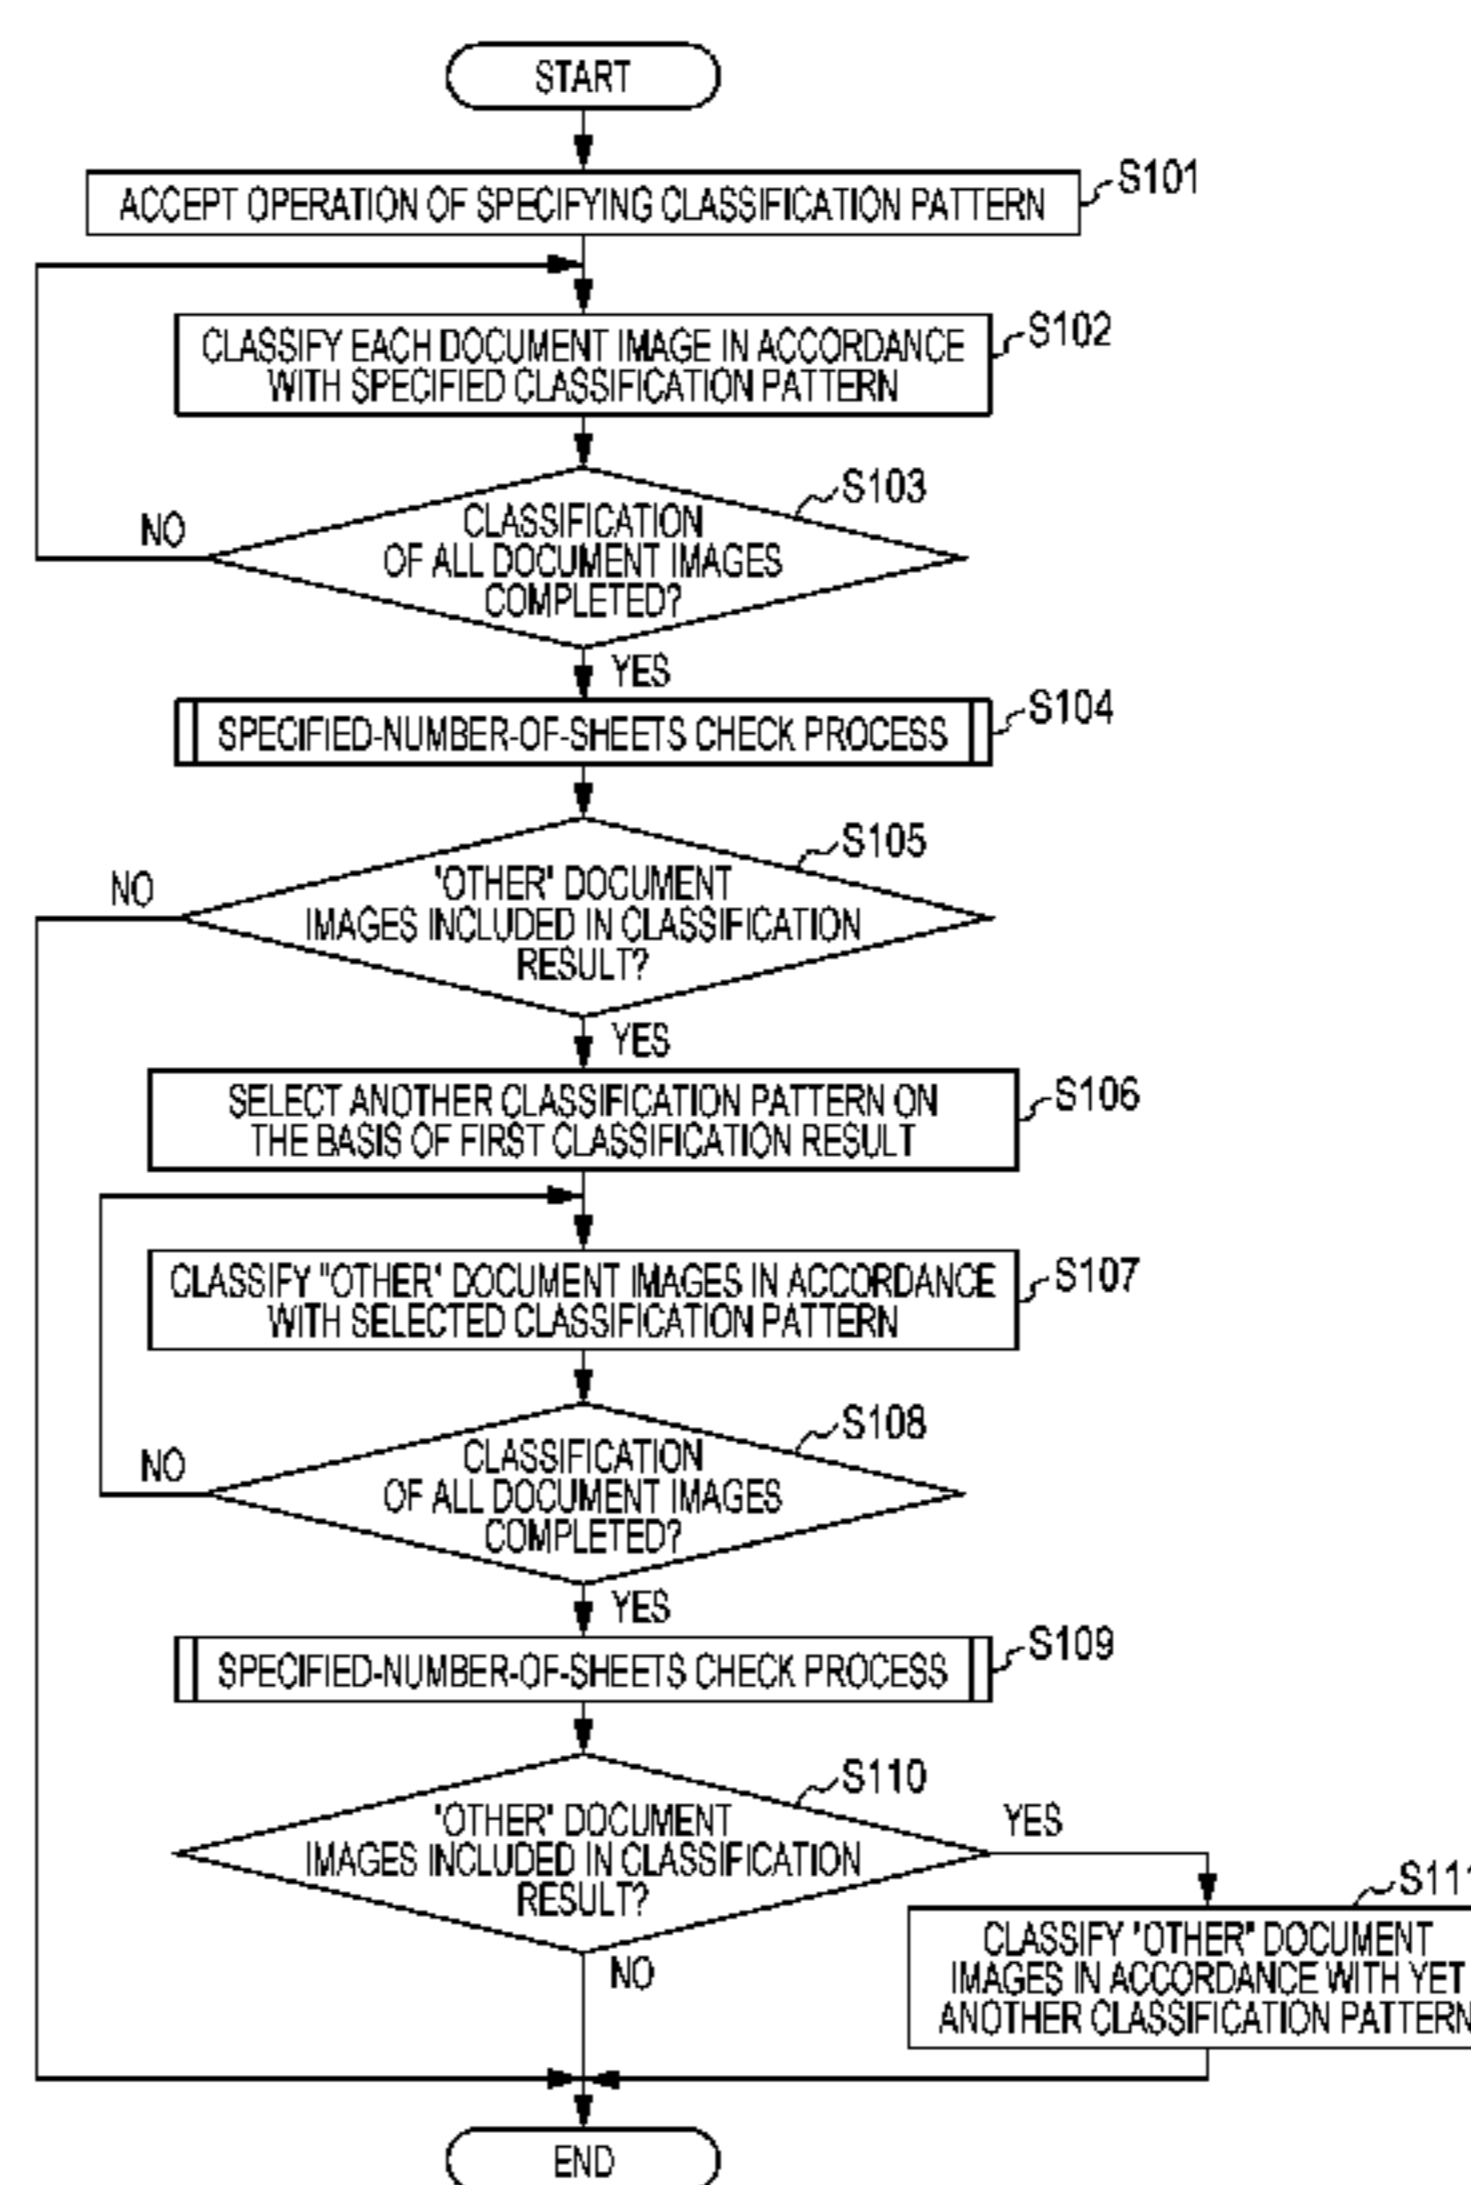 START
ACCEPT OPERATION OF SPECIFYING CLASSIFICATION PATTERN
S101
CLASSIFY EACH DOCUMENT IMAGE IN ACCORDANCE
WITH SPECIFIED CLASSIFICATION PATTERN
S102
S103
CLASSIFICATION
OF ALL DOCUMENT IMAGES
COMPLETED?
NO
YES
SPECIFIED-NUMBER-OF-SHEETS CHECK PROCESS
S104
S105
"OTHER" DOCUMENT
IMAGES INCLUDED IN CLASSIFICATION
RESULT?
NO
YES
SELECT ANOTHER CLASSIFICATION PATTERN ON
THE BASIS OF FIRST CLASSIFICATION RESULT
S106
CLASSIFY "OTHER" DOCUMENT IMAGES IN ACCORDANCE
WITH SELECTED CLASSIFICATION PATTERN
S107
S108
CLASSIFICATION
OF ALL DOCUMENT IMAGES
COMPLETED?
NO
YES
SPECIFIED-NUMBER-OF-SHEETS CHECK PROCESS
S109
S110
"OTHER" DOCUMENT
IMAGES INCLUDED IN CLASSIFICATION
RESULT?
YES
NO
S111
CLASSIFY "OTHER" DOCUMENT
IMAGES IN ACCORDANCE WITH YET
ANOTHER CLASSIFICATION PATTERN
END